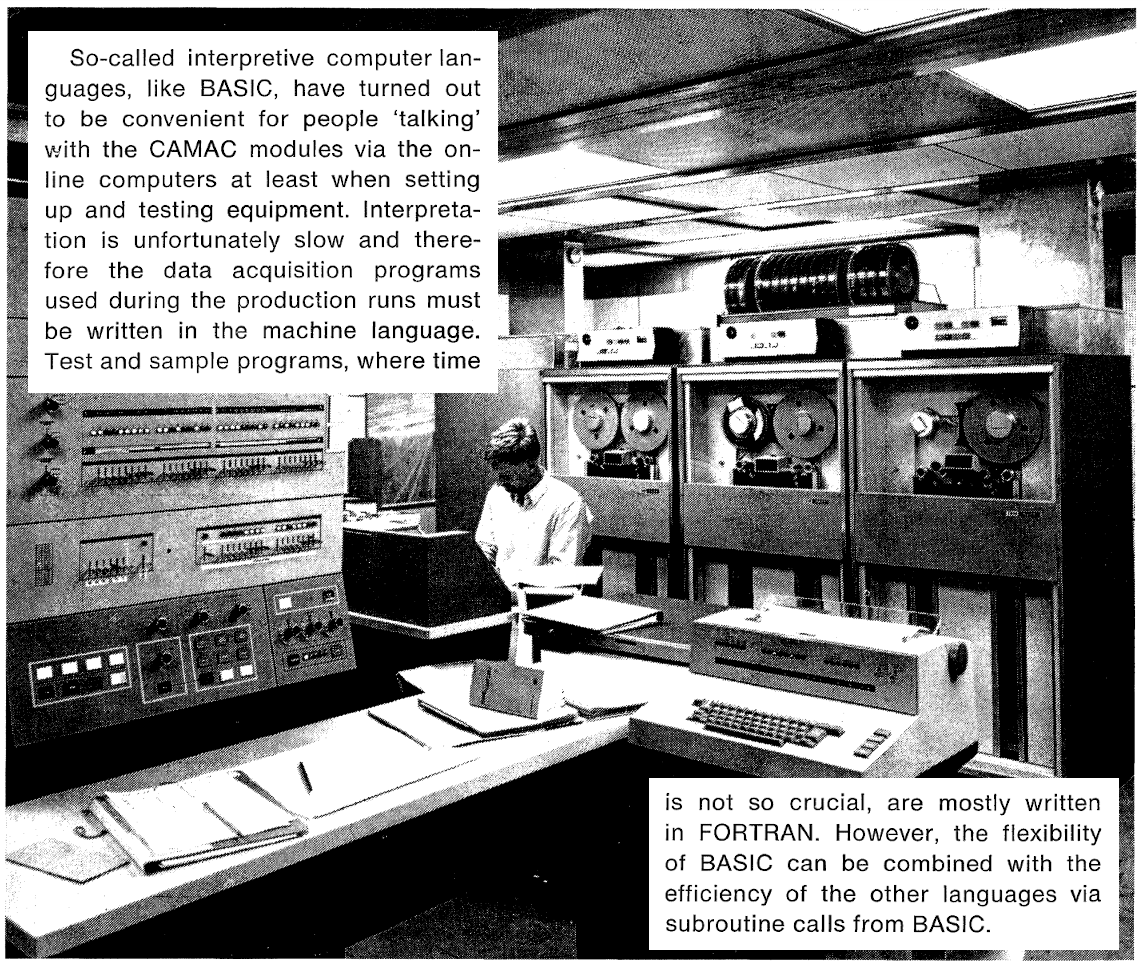 So-called interpretive computer lan-
guages, like BASIC, have turned out
to be convenient for people ‘talking’
with the CAMAC modules via the on-
line computers at least when setting
up and testing equipment. Interpreta-
tion is unfortunately slow and there-
fore the data acquisition programs
used during the production runs must
be written in the machine language.
Test and sample programs, where time
is not so crucial, are mostly written
in FORTRAN. However, the flexibility
of BASIC can be combined with the
efficiency of the other languages via
subroutine calls from BASIC.